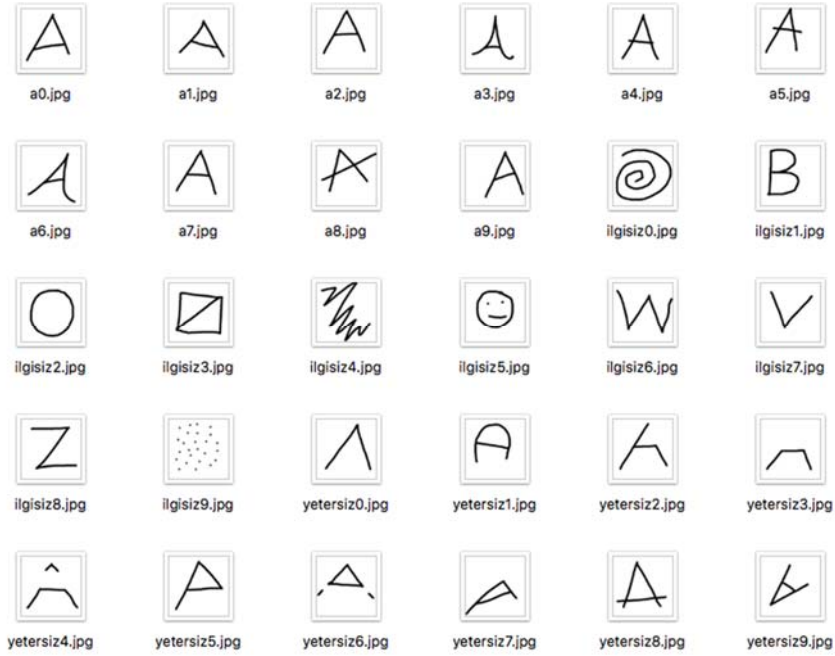 A A A A A A
a0.jpg a1.jpg a2.jpg a3.jpg a4.jpg a5.jpg
A A A A B
a6.jpg a7.jpg a8.jpg a9.jpg ilgisiz0.jpg ilgisiz1.jpg
O W V
ilgisiz2.jpg ilgisiz3.jpg ilgisiz4.jpg ilgisiz5.jpg ilgisiz6.jpg ilgisiz7.jpg
Z A
ilgisiz8.jpg ilgisiz9.jpg yetersiz0.jpg yetersiz1.jpg yetersiz2.jpg yetersiz3.jpg
yetersiz4.jpg yetersiz5.jpg yetersiz6.jpg yetersiz7.jpg yetersiz8.jpg yetersiz9.jpg